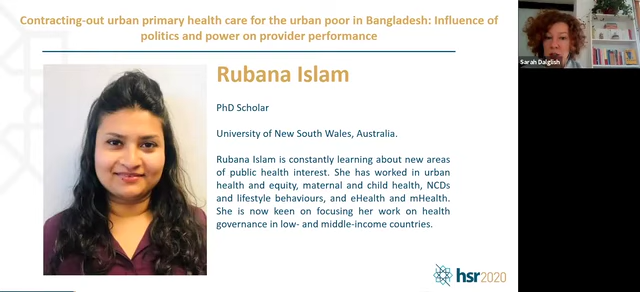 Contracting-out urban primary health care for the urban poor in Bangladesh: Influence of
politics and power on provider performance
Rubana Islam
PhD Scholar
University of New South Wales, Australia.
Rubana Islam is constantly learning about new areas
of public health interest. She has worked in urban
health and equity, maternal and child health, NCDs
and lifestyle behaviours, and eHealth and mHealth.
She is now keen on focusing her work on health
governance in low- and middle-income countries.
hsr2020
Sarah Dalglish